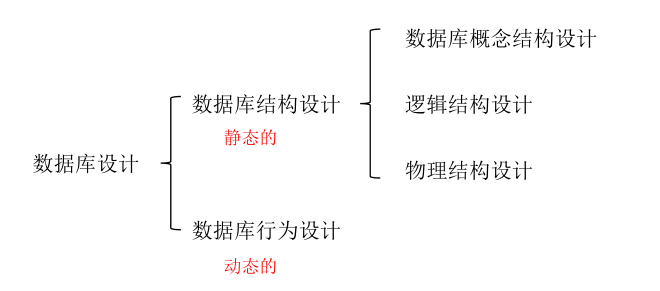 数据库概念结构设计
数据库结构设计
逻辑结构设计
静态的
数据库设计
物理结构设计
数据库行为设计
动态的